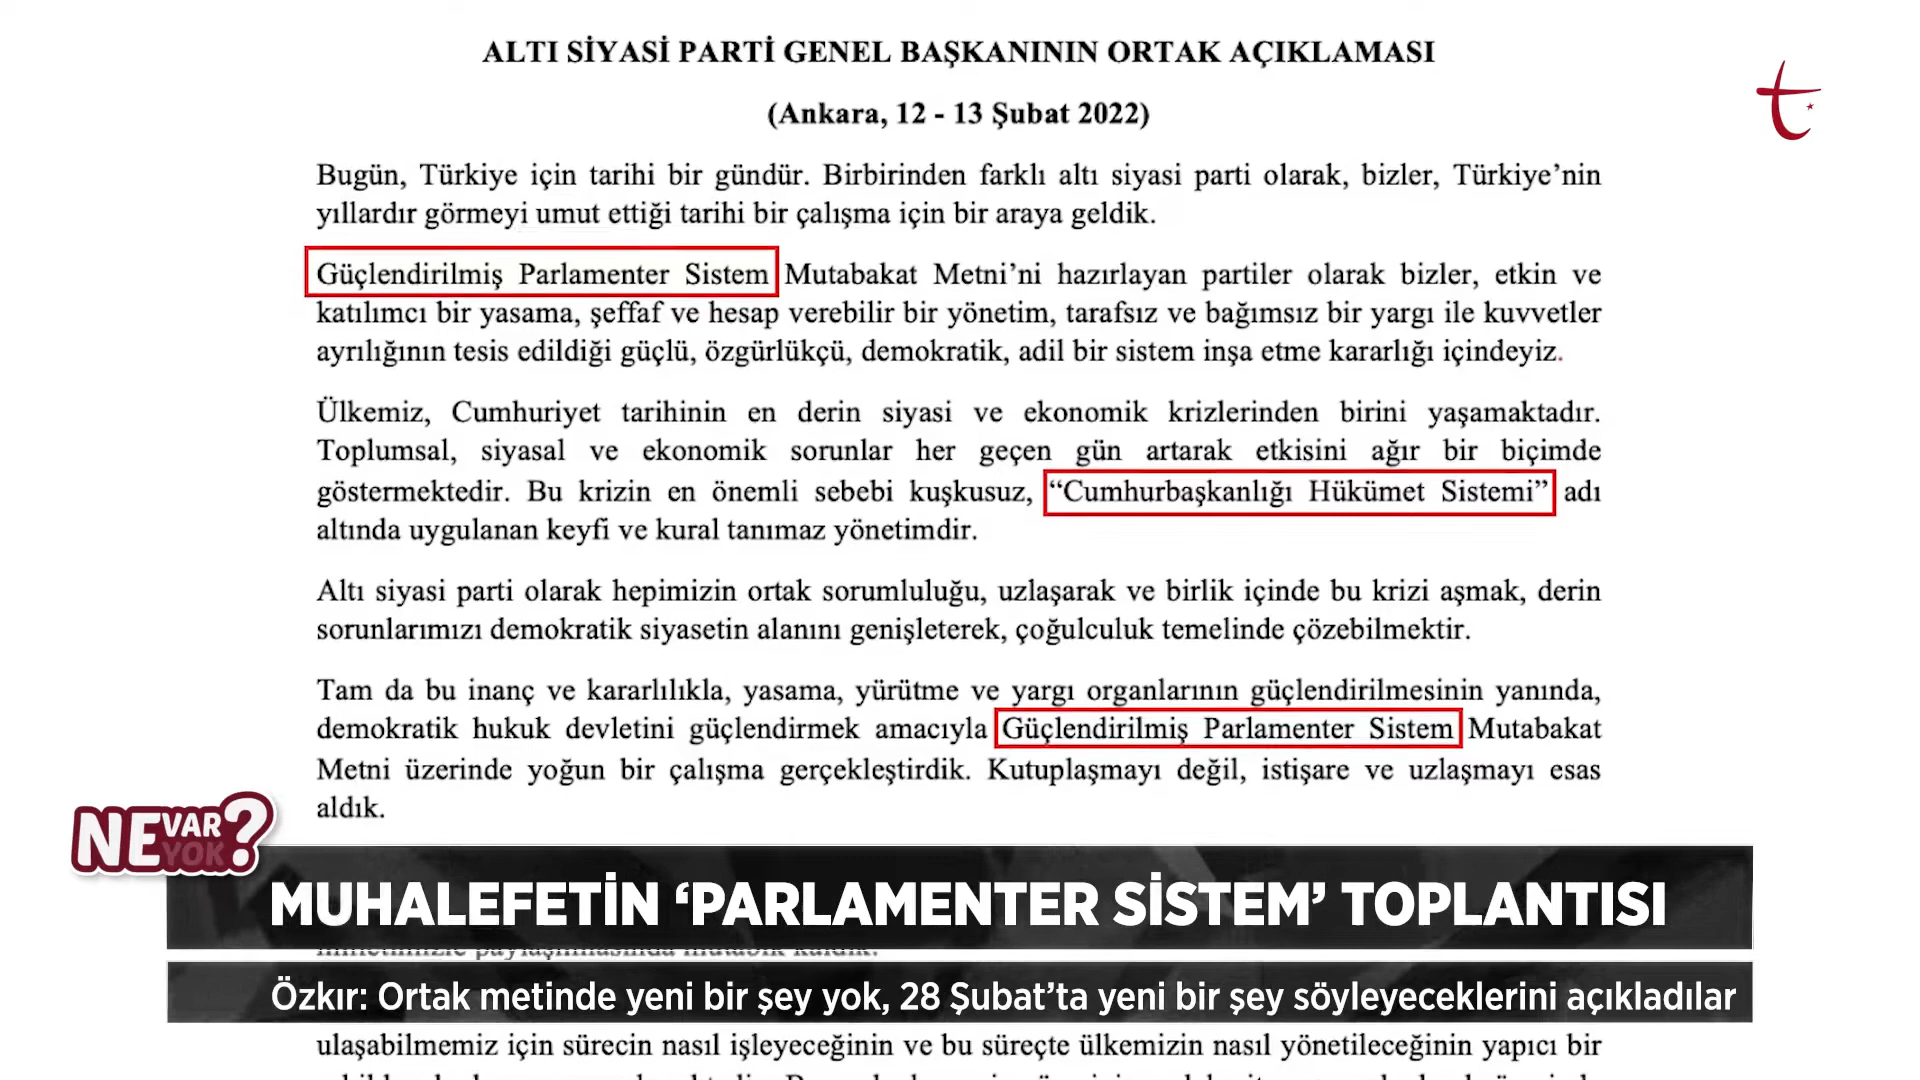 ALTI SİYASİ PARTİ GENEL BAŞKANININ ORTAK AÇIKLAMASI
(Ankara, 12 - 13 Şubat 2022)
Bugün, Türkiye için tarihi bir gündür. Birbirinden farklı altı siyasi parti olarak, bizler, Türkiye’nin
yıllardır görmeyi umut ettiği tarihi bir çalışma için bir araya geldik.
Güçlendirilmiş Parlamenter Sistem Mutabakat Metni’ni hazırlayan partiler olarak bizler, etkin ve
katılımcı bir yasama, şeffaf ve hesap verebilir bir yönetim, tarafsız ve bağımsız bir yargı ile kuvvetler
ayrılığının tesis edildiği güçlü, özgürlükçü, demokratik, adil bir sistem inşa etme kararlığı içindeyiz.
Ülkemiz, Cumhuriyet tarihinin en derin siyasi ve ekonomik krizlerinden birini yaşamaktadır.
Toplumsal, siyasal ve ekonomik sorunlar her geçen gün artarak etkisini ağır bir biçimde
göstermektedir. Bu krizin en önemli sebebi kuşkusuz, “Cumhurbaşkanlığı Hükümet Sistemi” adı
altında uygulanan keyfi ve kural tanımaz yönetimdir.
Altı siyasi parti olarak hepimizin ortak sorumluluğu, uzlaşarak ve birlik içinde bu krizi aşmak, derin
sorunlarımızı demokratik siyasetin alanını genişleterek, çoğulculuk temelinde çözebilmektir.
Tam da bu inanç ve kararlılıkla, yasama, yürütme ve yargı organlarının güçlendirilmesinin yanında,
demokratik hukuk devletini güçlendirmek amacıyla Güçlendirilmiş Parlamenter Sistem Mutabakat
Metni üzerinde yoğun bir çalışma gerçekleştirdik. Kutuplaşmayı değil, istişare ve uzlaşmayı esas
aldık.
NE VAR YOK?
MUHALEFETİN ‘PARLAMENTER SİSTEM’ TOPLANTISI
Özkır: Ortak metinde yeni bir şey yok, 28 Şubat’ta yeni bir şey söyleyeceklerini açıkladılar
ulaşabilmemiz için sürecin nasıl işleyeceğinin ve bu süreçte ülkemizin nasıl yönetileceğinin yapıcı bir